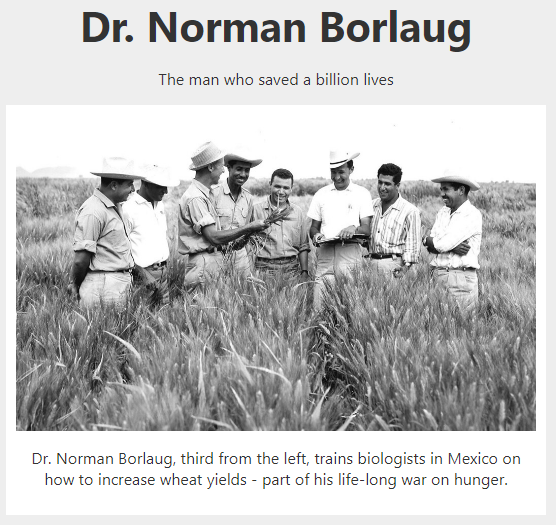 Dr. Norman Borlaug
The man who saved a billion lives
Dr. Norman Borlaug, third from the left, trains biologists in Mexico on
how to increase wheat yields - part of his life-long war on hunger.